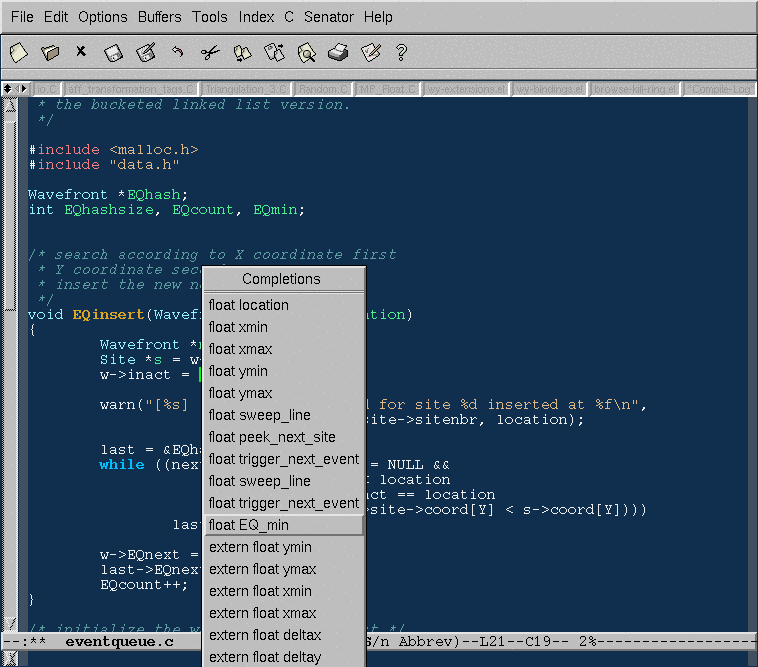 File Edit Options Buffers Tools Index C Senator Help
io.C aff_transformation_tags.C Triangulation_3.C Random.C MP_Float.C wy-extensions.el wy-bindings.el browse-kill-ring.el *Compile-Log*
* the bucketed linked list version.
*/
#include <malloc.h>
#include "data.h"
Wavefront *EQhash;
int EQhashsize, EQcount, EQmin;
/* search according to X coordinate first
* Y coordinate sec
* insert the new n
*/
void EQinsert(Wavef ation)
{
Wavefront *
Site *s = w
w->inact =
warn("[%s] d for site %d inserted at %f\n",
site->sitenbr, location);
last = &EQha
while ((nex = NULL &&
location
act == location
site->coord[Y] < s->coord[Y])))
las
w->EQnext =
last->EQnex
EQcount++;
}
/* initialize the w st */
Completions
float location
float xmin
float xmax
float ymin
float ymax
float sweep_line
float peek_next_site
float trigger_next_event
float sweep_line
float trigger_next_event
float EQ_min
extern float ymin
extern float ymax
extern float xmin
extern float xmax
extern float deltax
extern float deltay
--:** eventqueue.c S/n Abbrev)--L21--C19-- 2%--------------------